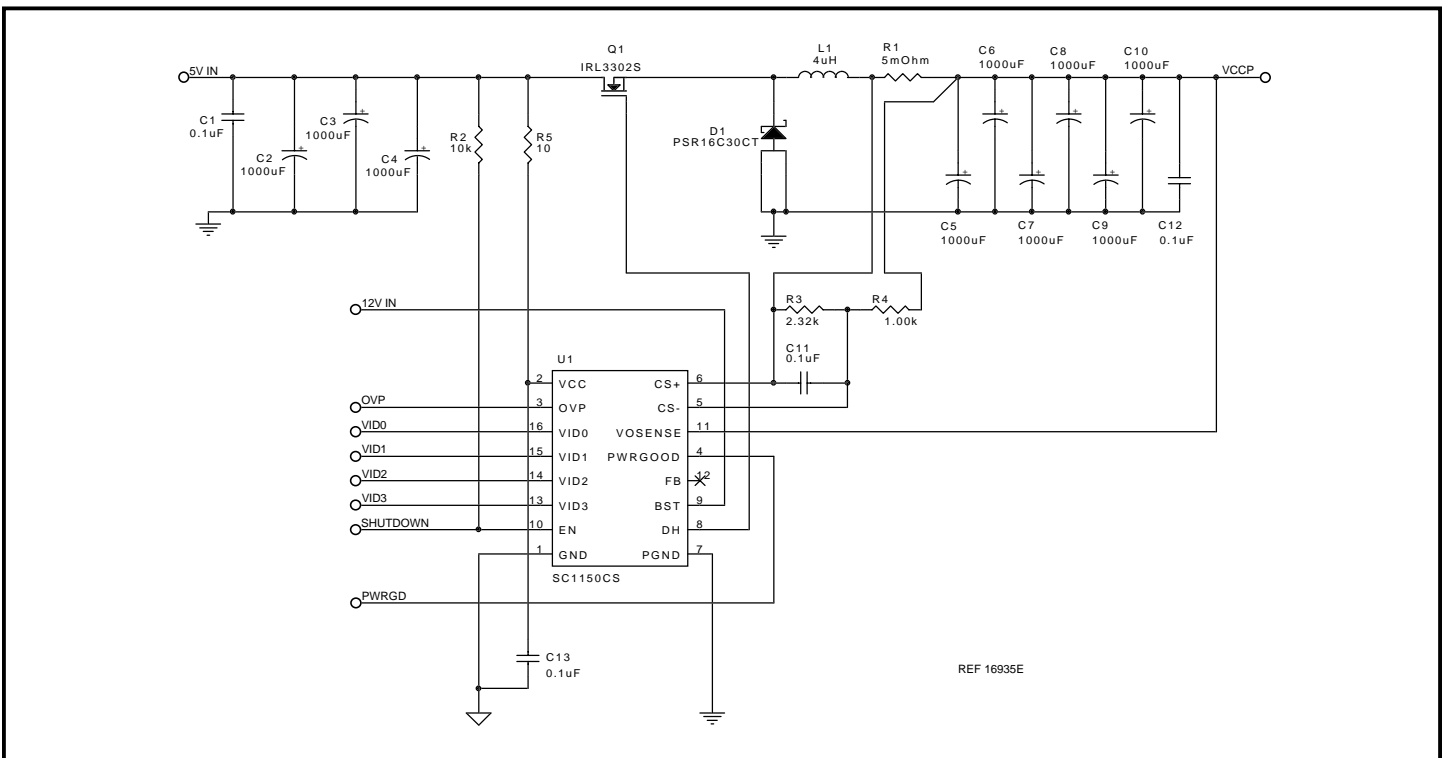 Q1
IRL3302S
L1
4uH
R1
5mOhm
C6
1000uF
C8
1000uF
C10
1000uF
5V IN
VCCP
C1
0.1uF
C2
1000uF
C3
1000uF
C4
1000uF
R2
10k
R5
10
D1
PSR16C30CT
C5
1000uF
C7
1000uF
C9
1000uF
C12
0.1uF
12V IN
R3
2.32k
R4
1.00k
C11
0.1uF
U1
2 VCC CS+ 6
OVP 3 OVP CS- 5
VID0 16 VID0 VOSENSE 11
VID1 15 VID1 PWRGOOD 4
VID2 14 VID2 FB 12
VID3 13 VID3 BST 9
SHUTDOWN 10 EN DH 8
1 GND PGND 7
SC1150CS
PWRGD
C13
0.1uF
REF 16935E